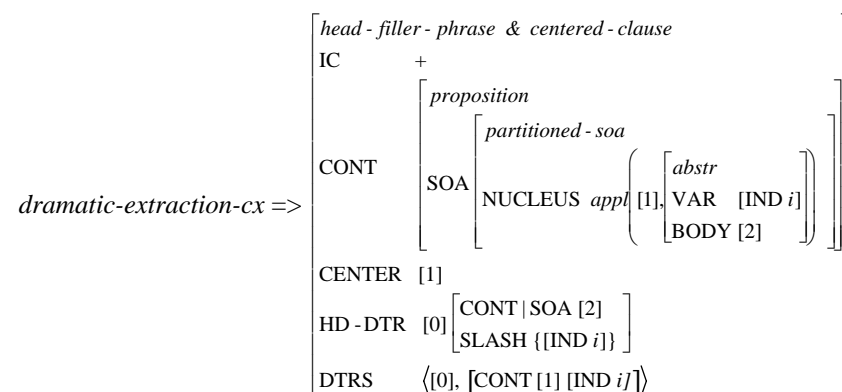 head - filler - phrase & centered - clause
IC +
proposition
partitioned - soa
abstr
CONT SOA NUCLEUS appl ( [1], VAR [IND i] )
BODY [2]
dramatic-extraction-cx =>
CENTER [1]
HD - DTR [0] CONT | SOA [2]
SLASH {[IND i]}
DTRS ⟨[0], [CONT [1] [IND i]]⟩